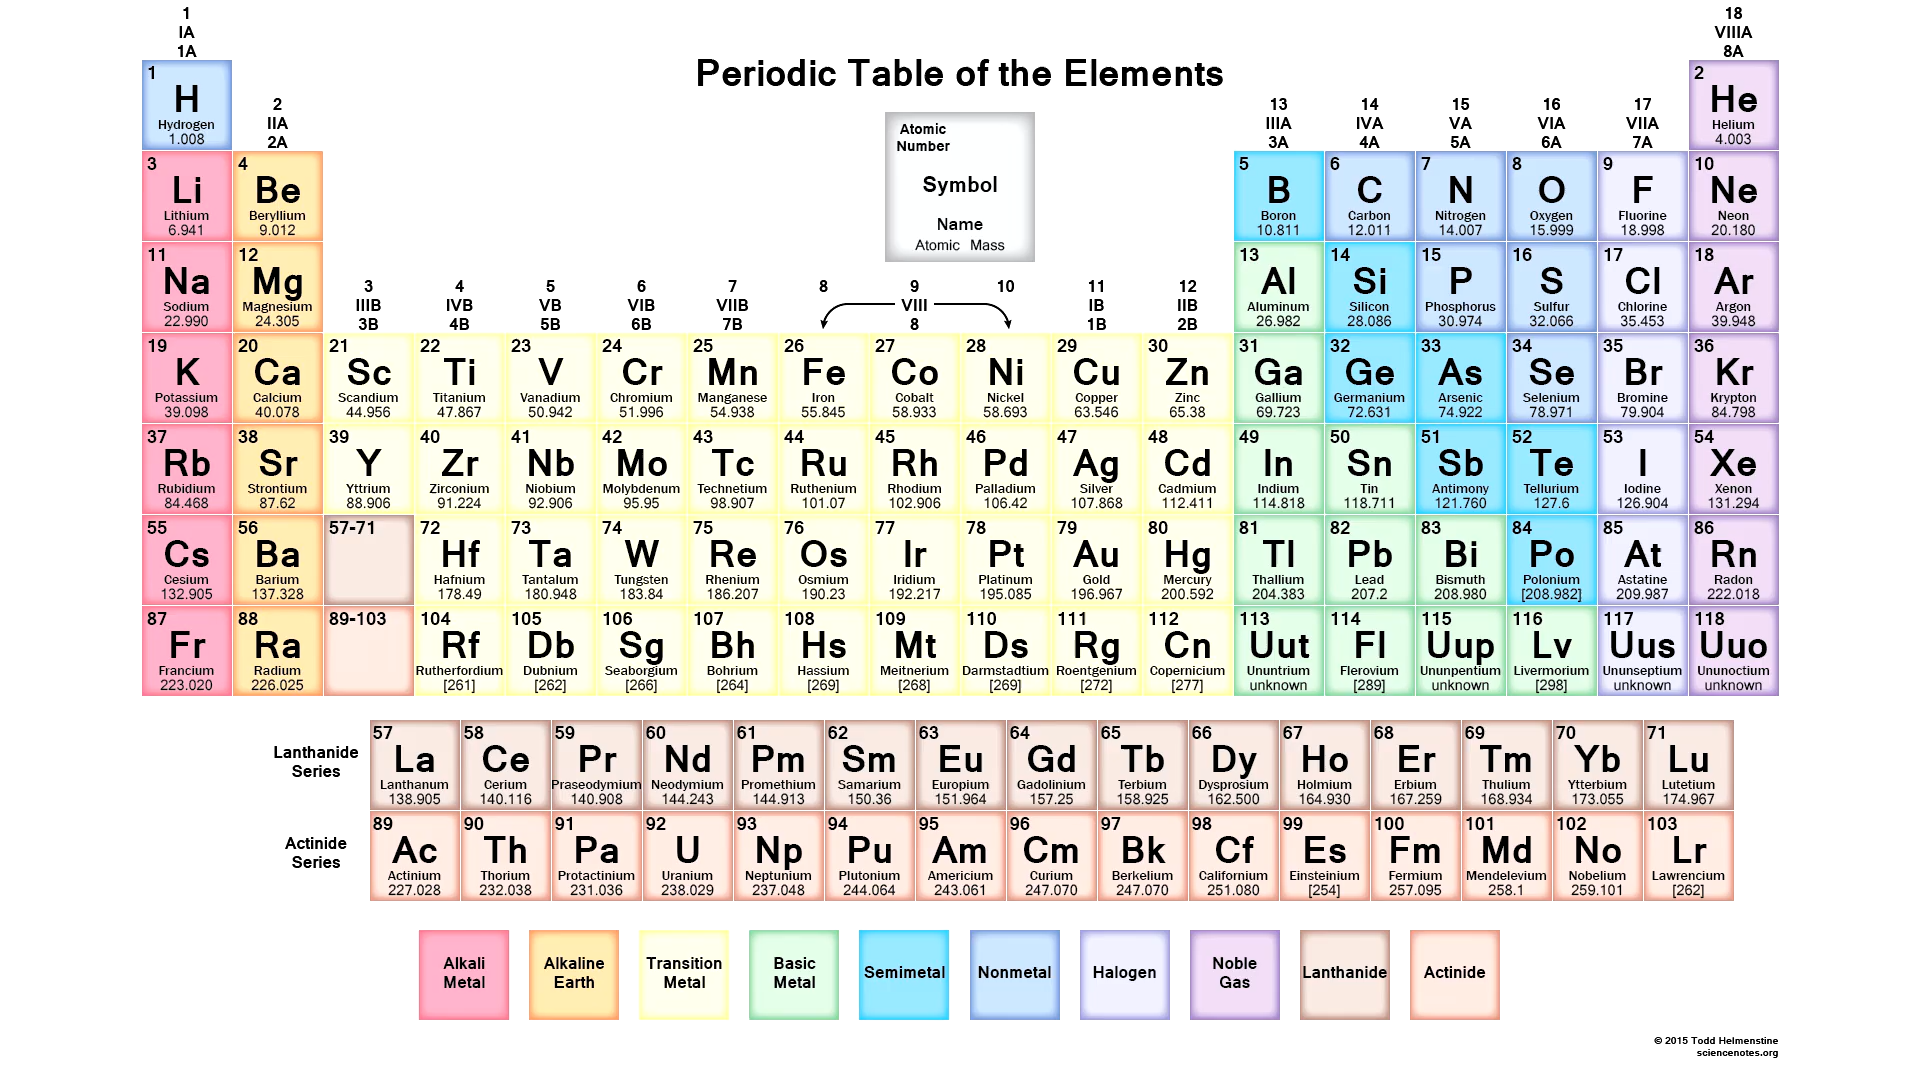 Periodic Table of the Elements
1
IA
1A
18
VIIIA
8A
1
H
Hydrogen
1.008
2
IIA
2A
13
IIIA
3A
14
IVA
4A
15
VA
5A
16
VIA
6A
17
VIIA
7A
2
He
Helium
4.003
Atomic
Number
Symbol
Name
Atomic Mass
3
Li
Lithium
6.941
4
Be
Beryllium
9.012
5
B
Boron
10.811
6
C
Carbon
12.011
7
N
Nitrogen
14.007
8
O
Oxygen
15.999
9
F
Fluorine
18.998
10
Ne
Neon
20.180
11
Na
Sodium
22.990
12
Mg
Magnesium
24.305
3
IIIB
3B
4
IVB
4B
5
VB
5B
6
VIB
6B
7
VIIB
7B
8
9
10
VIII
8
11
IB
1B
12
IIB
2B
13
Al
Aluminum
26.982
14
Si
Silicon
28.086
15
P
Phosphorus
30.974
16
S
Sulfur
32.066
17
Cl
Chlorine
35.453
18
Ar
Argon
39.948
19
K
Potassium
39.098
20
Ca
Calcium
40.078
21
Sc
Scandium
44.956
22
Ti
Titanium
47.867
23
V
Vanadium
50.942
24
Cr
Chromium
51.996
25
Mn
Manganese
54.938
26
Fe
Iron
55.845
27
Co
Cobalt
58.933
28
Ni
Nickel
58.693
29
Cu
Copper
63.546
30
Zn
Zinc
65.38
31
Ga
Gallium
69.723
32
Ge
Germanium
72.631
33
As
Arsenic
74.922
34
Se
Selenium
78.971
35
Br
Bromine
79.904
36
Kr
Krypton
84.798
37
Rb
Rubidium
84.468
38
Sr
Strontium
87.62
39
Y
Yttrium
88.906
40
Zr
Zirconium
91.224
41
Nb
Niobium
92.906
42
Mo
Molybdenum
95.95
43
Tc
Technetium
98.907
44
Ru
Ruthenium
101.07
45
Rh
Rhodium
102.906
46
Pd
Palladium
106.42
47
Ag
Silver
107.868
48
Cd
Cadmium
112.411
49
In
Indium
114.818
50
Sn
Tin
118.711
51
Sb
Antimony
121.760
52
Te
Tellurium
127.6
53
I
Iodine
126.904
54
Xe
Xenon
131.294
55
Cs
Cesium
132.905
56
Ba
Barium
137.328
57-71
72
Hf
Hafnium
178.49
73
Ta
Tantalum
180.948
74
W
Tungsten
183.84
75
Re
Rhenium
186.207
76
Os
Osmium
190.23
77
Ir
Iridium
192.217
78
Pt
Platinum
195.085
79
Au
Gold
196.967
80
Hg
Mercury
200.592
81
Tl
Thallium
204.383
82
Pb
Lead
207.2
83
Bi
Bismuth
208.980
84
Po
Polonium
[208.982]
85
At
Astatine
209.987
86
Rn
Radon
222.018
87
Fr
Francium
223.020
88
Ra
Radium
226.025
89-103
104
Rf
Rutherfordium
[261]
105
Db
Dubnium
[262]
106
Sg
Seaborgium
[266]
107
Bh
Bohrium
[264]
108
Hs
Hassium
[269]
109
Mt
Meitnerium
[268]
110
Ds
Darmstadtium
[269]
111
Rg
Roentgenium
[272]
112
Cn
Copernicium
[277]
113
Uut
Ununtrium
unknown
114
Fl
Flerovium
[289]
115
Uup
Ununpentium
unknown
116
Lv
Livermorium
[298]
117
Uus
Ununseptium
unknown
118
Uuo
Ununoctium
unknown
Lanthanide
Series
57
La
Lanthanum
138.905
58
Ce
Cerium
140.116
59
Pr
Praseodymium
140.908
60
Nd
Neodymium
144.243
61
Pm
Promethium
144.913
62
Sm
Samarium
150.36
63
Eu
Europium
151.964
64
Gd
Gadolinium
157.25
65
Tb
Terbium
158.925
66
Dy
Dysprosium
162.500
67
Ho
Holmium
164.930
68
Er
Erbium
167.259
69
Tm
Thulium
168.934
70
Yb
Ytterbium
173.055
71
Lu
Lutetium
174.967
Actinide
Series
89
Ac
Actinium
227.028
90
Th
Thorium
232.038
91
Pa
Protactinium
231.036
92
U
Uranium
238.029
93
Np
Neptunium
237.048
94
Pu
Plutonium
244.064
95
Am
Americium
243.061
96
Cm
Curium
247.070
97
Bk
Berkelium
247.070
98
Cf
Californium
251.080
99
Es
Einsteinium
[254]
100
Fm
Fermium
257.095
101
Md
Mendelevium
258.1
102
No
Nobelium
259.101
103
Lr
Lawrencium
[262]
Alkali
Metal
Alkaline
Earth
Transition
Metal
Basic
Metal
Semimetal
Nonmetal
Halogen
Noble
Gas
Lanthanide
Actinide
© 2015 Todd Helmenstine
sciencenotes.org